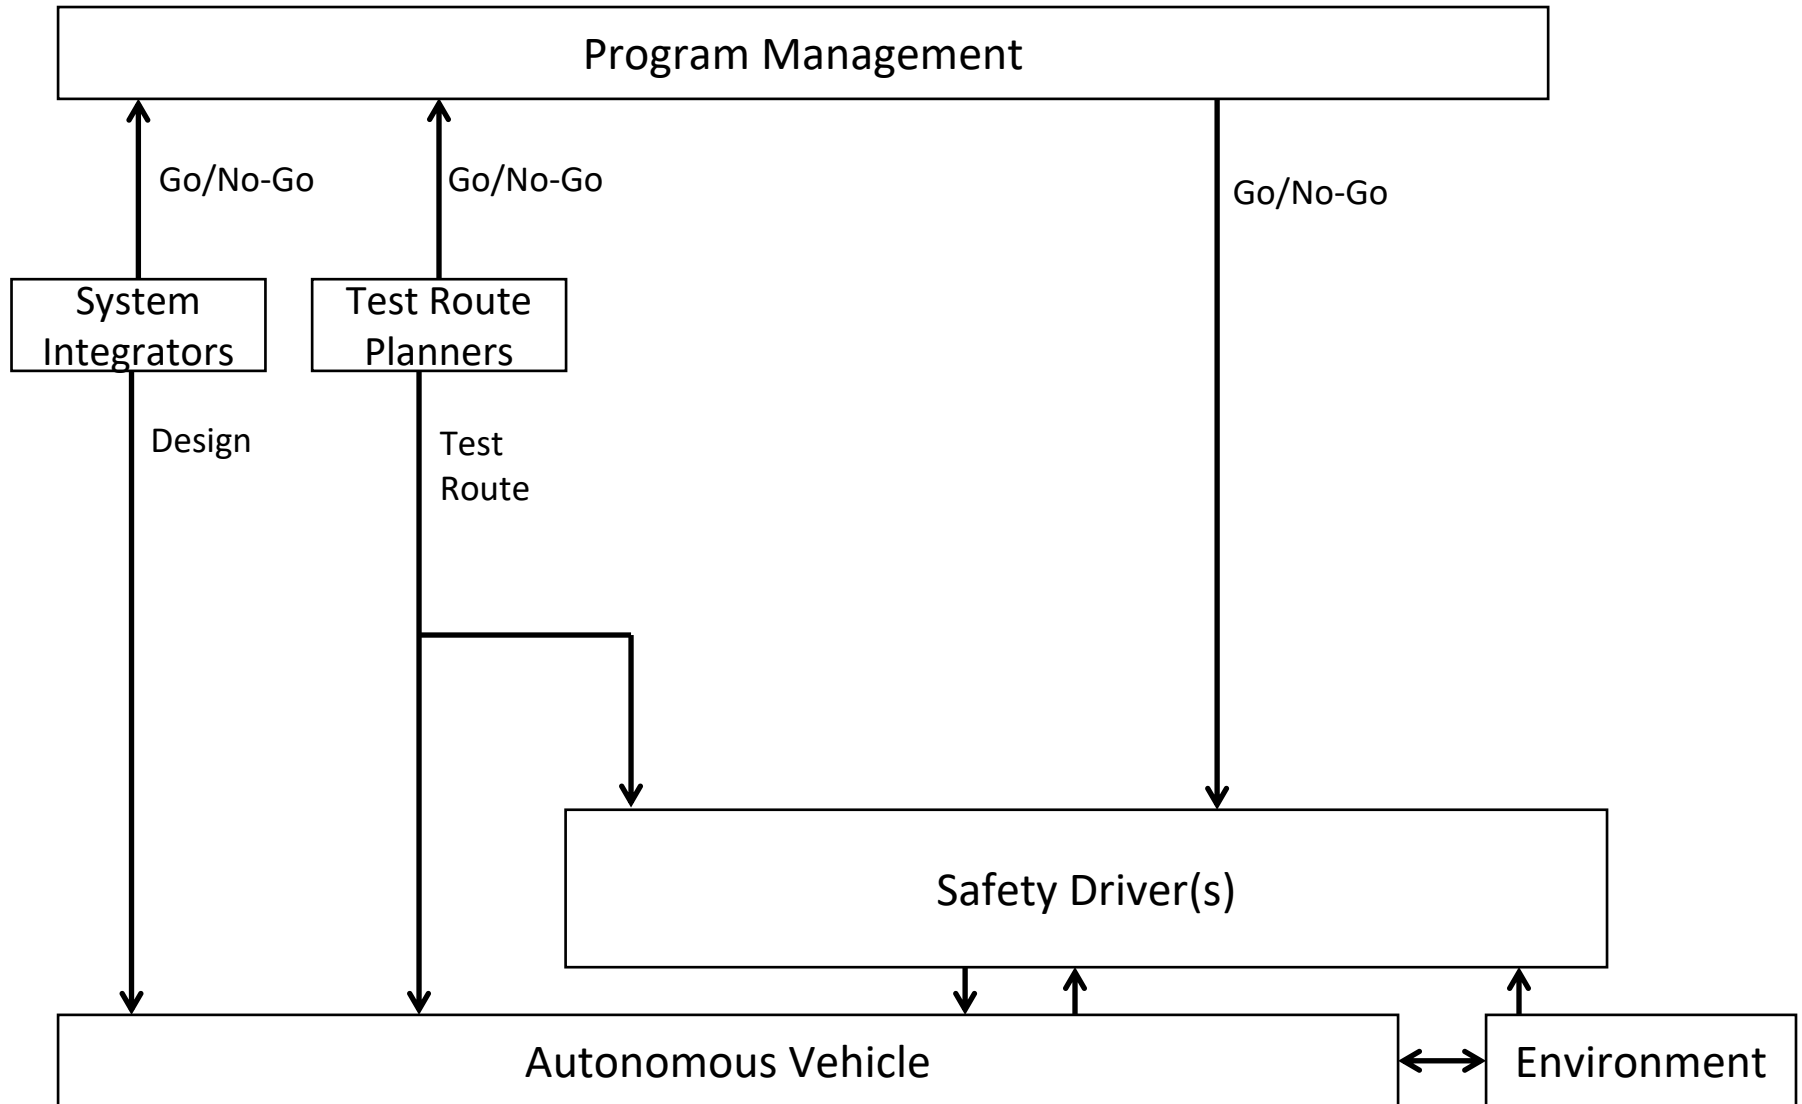 Program Management
Go/No-Go
Go/No-Go
Go/No-Go
System
Integrators
Test Route
Planners
Design
Test
Route
Safety Driver(s)
Autonomous Vehicle
Environment